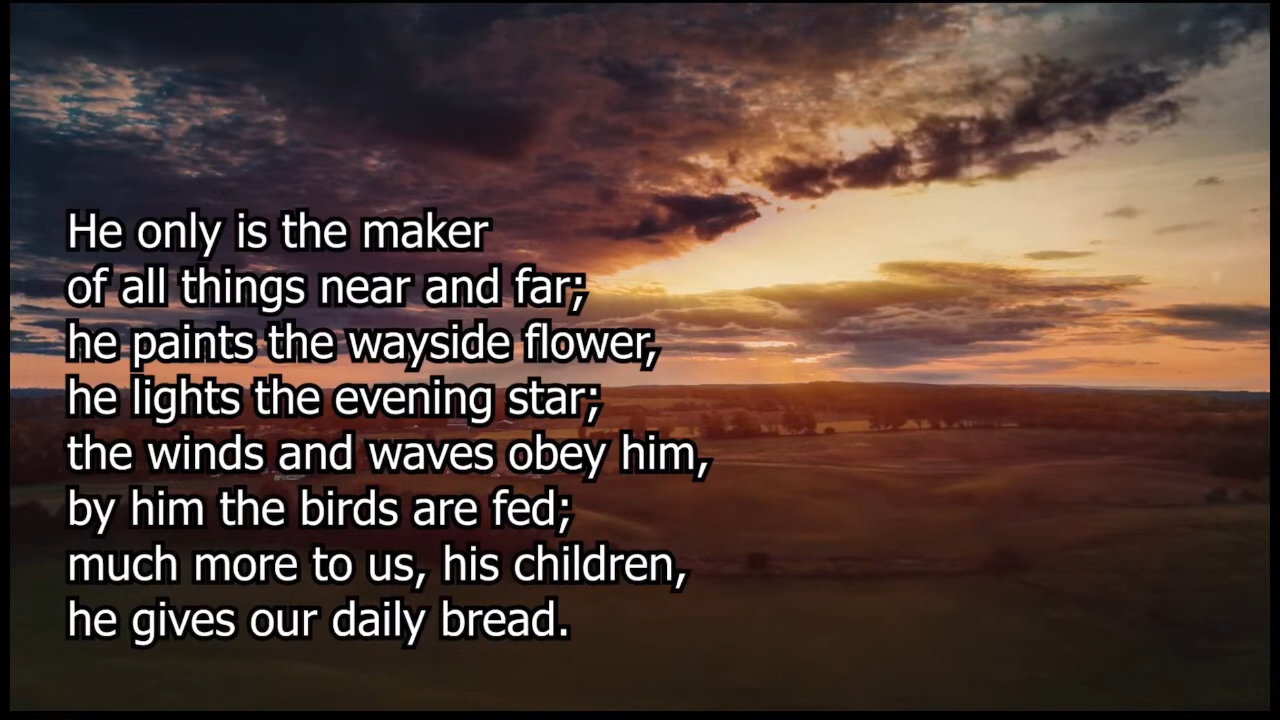 He only is the maker
of all things near and far;
he paints the wayside flower,
he lights the evening star;
the winds and waves obey him,
by him the birds are fed;
much more to us, his children,
he gives our daily bread.